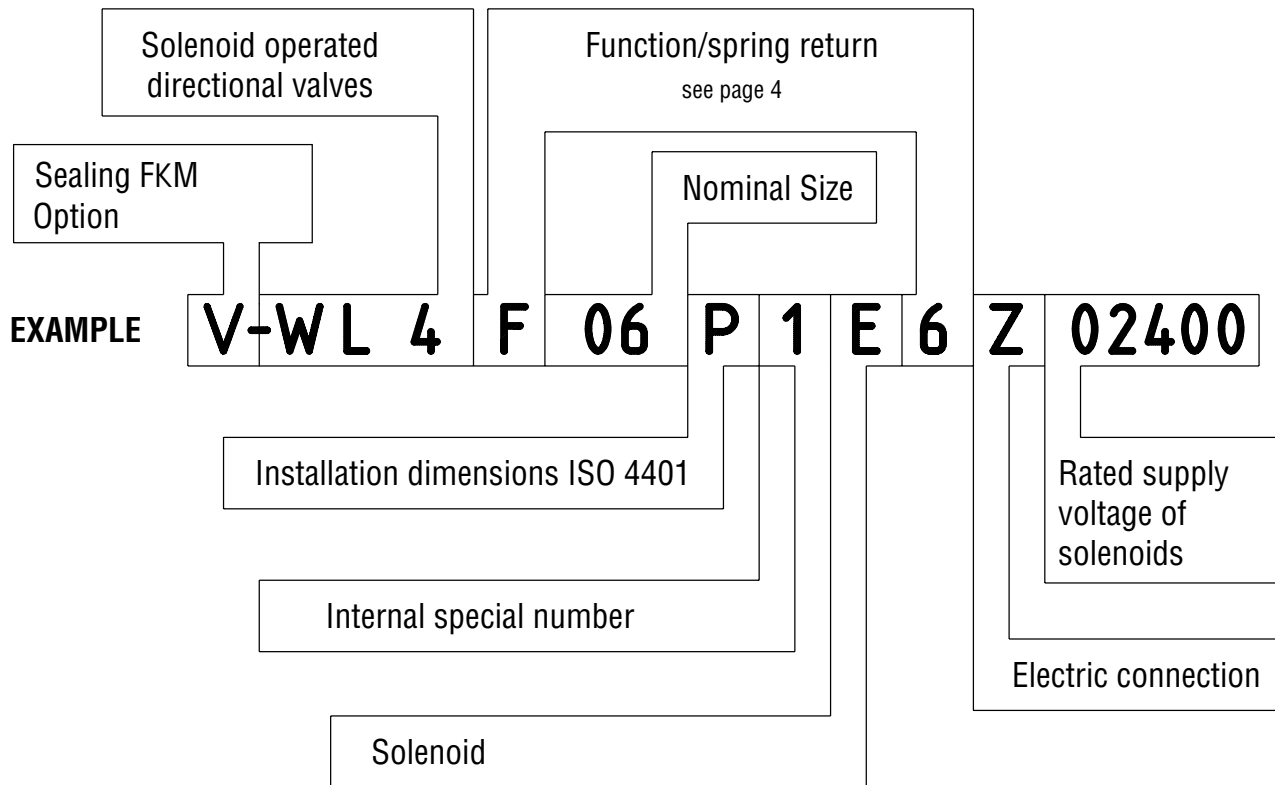 Solenoid operated
directional valves
Function/spring return
see page 4
Sealing FKM
Option
Nominal Size
EXAMPLE
V-WL 4 F 06 P 1 E 6 Z 02400
Installation dimensions ISO 4401
Rated supply
voltage of
solenoids
Internal special number
Electric connection
Solenoid